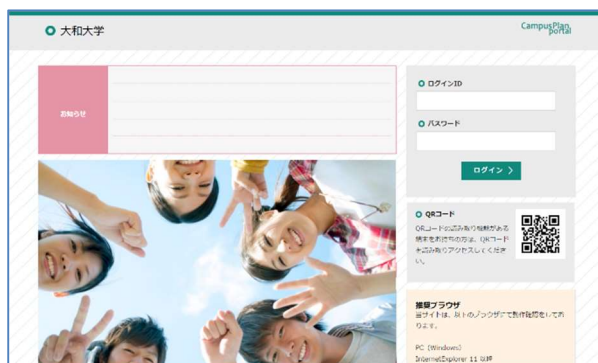 大和大学
CampusPlan
portal
お知らせ
ログインID
パスワード
ログイン
QRコード
QRコードの読み取り機能がある
端末をお持ちの方は、QRコード
を読み取りアクセスしてくださ
い。
推奨ブラウザ
当サイトは、以下のブラウザにて動作確認をしてお
ります。
PC (Windows)
InternetExplorer 11 以降